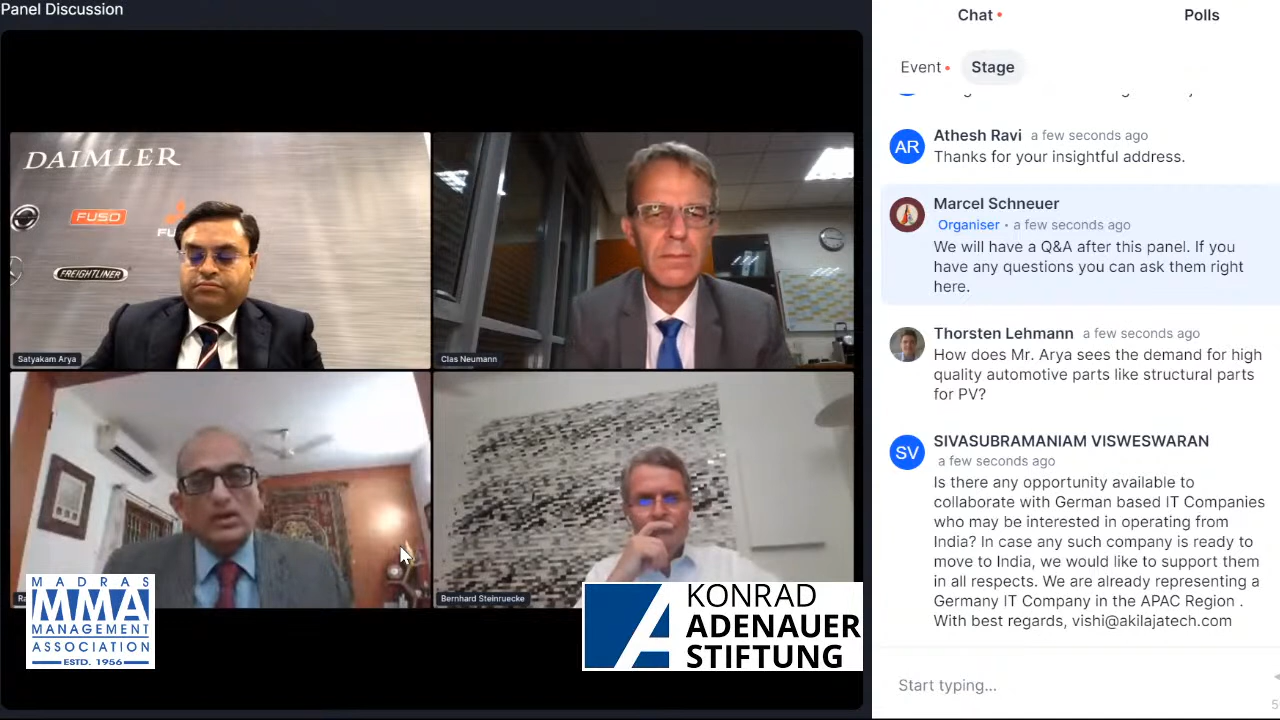 Panel Discussion
DAIMLER
FUSO
FU
FREIGHTLINER
Satyakam Arya
Clas Neumann
Ra
Bernhard Steinruecke
MADRAS
MMA
MANAGEMENT
ASSOCIATION
ESTD. 1956
KONRAD
ADENAUER
STIFTUNG
Chat
Polls
Event
Stage
AR
Athesh Ravi a few seconds ago
Thanks for your insightful address.
Marcel Schneuer
Organiser • a few seconds ago
We will have a Q&A after this panel. If you
have any questions you can ask them right
here.
Thorsten Lehmann a few seconds ago
How does Mr. Arya sees the demand for high
quality automotive parts like structural parts
for PV?
SV
SIVASUBRAMANIAM VISWESWARAN
a few seconds ago
Is there any opportunity available to
collaborate with German based IT Companies
who may be interested in operating from
India? In case any such company is ready to
move to India, we would like to support them
in all respects. We are already representing a
Germany IT Company in the APAC Region .
With best regards, vishi@akilajatech.com
Start typing...
5